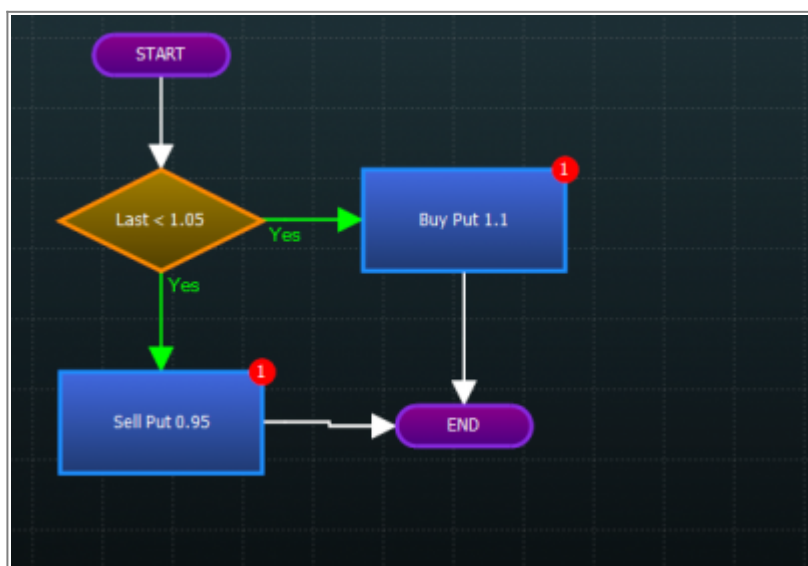 START
1
Last < 1.05
Yes
Buy Put 1.1
Yes
1
Sell Put 0.95
END